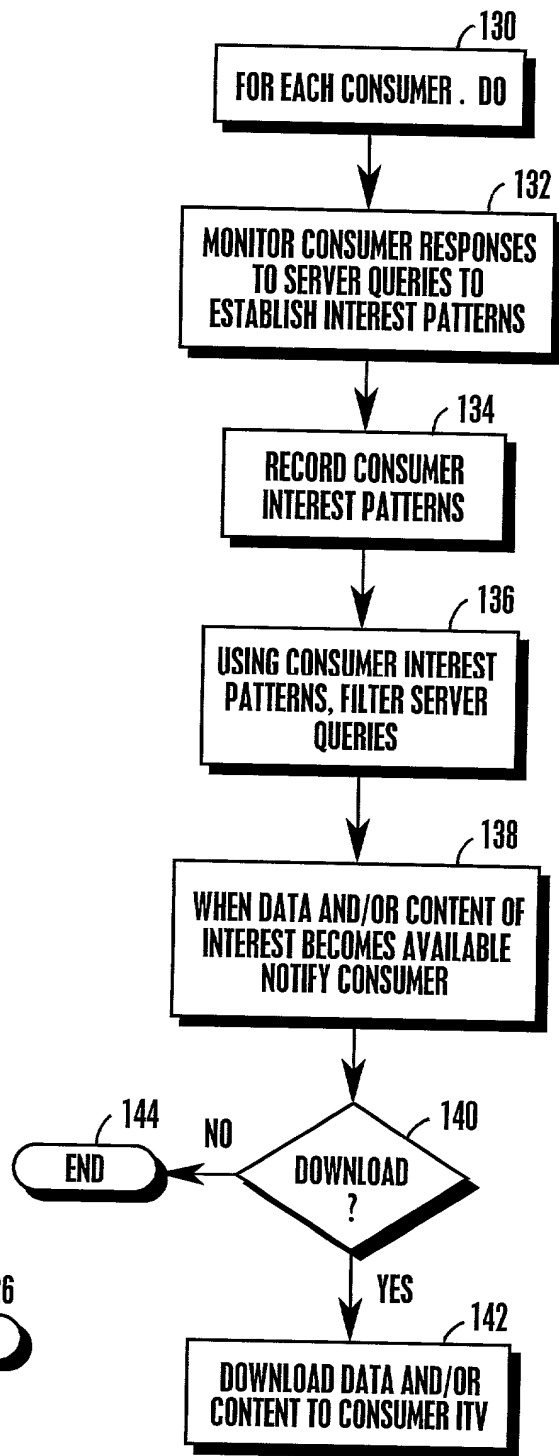 130
FOR EACH CONSUMER . DO
132
MONITOR CONSUMER RESPONSES
TO SERVER QUERIES TO
ESTABLISH INTEREST PATTERNS
134
RECORD CONSUMER
INTEREST PATTERNS
136
USING CONSUMER INTEREST
PATTERNS, FILTER SERVER
QUERIES
138
WHEN DATA AND/OR CONTENT OF
INTEREST BECOMES AVAILABLE
NOTIFY CONSUMER
144
NO
140
END
DOWNLOAD
?
YES
142
DOWNLOAD DATA AND/OR
CONTENT TO CONSUMER ITV